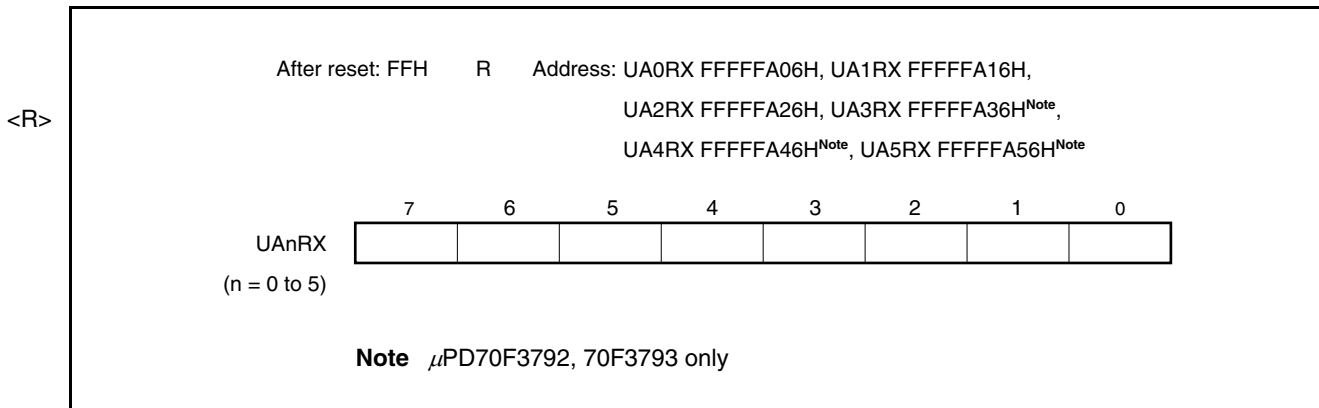 After reset: FFH R Address: UA0RX FFFFFA06H, UA1RX FFFFFA16H,
<R>
UA2RX FFFFFA26H, UA3RX FFFFFA36HNote,
UA4RX FFFFFA46HNote, UA5RX FFFFFA56HNote
7 6 5 4 3 2 1 0
UAnRX
(n = 0 to 5)
Note μPD70F3792, 70F3793 only